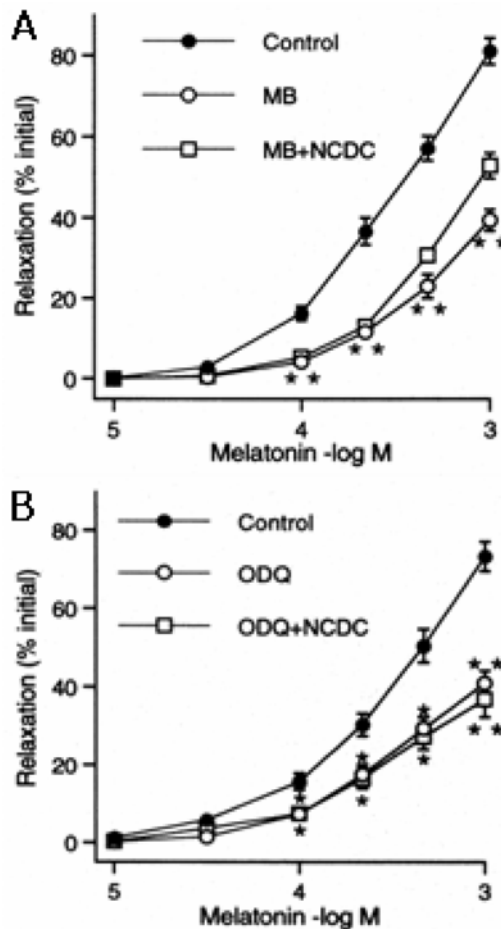 A
Control
MB
MB+NCDC
Relaxation (% initial)
80
60
40
20
0
★ ★
★ ★
★ ★
★ ★
5
4
3
Melatonin -log M
B
Control
ODQ
ODQ+NCDC
Relaxation (% initial)
80
60
40
20
0
5
4
3
Melatonin -log M